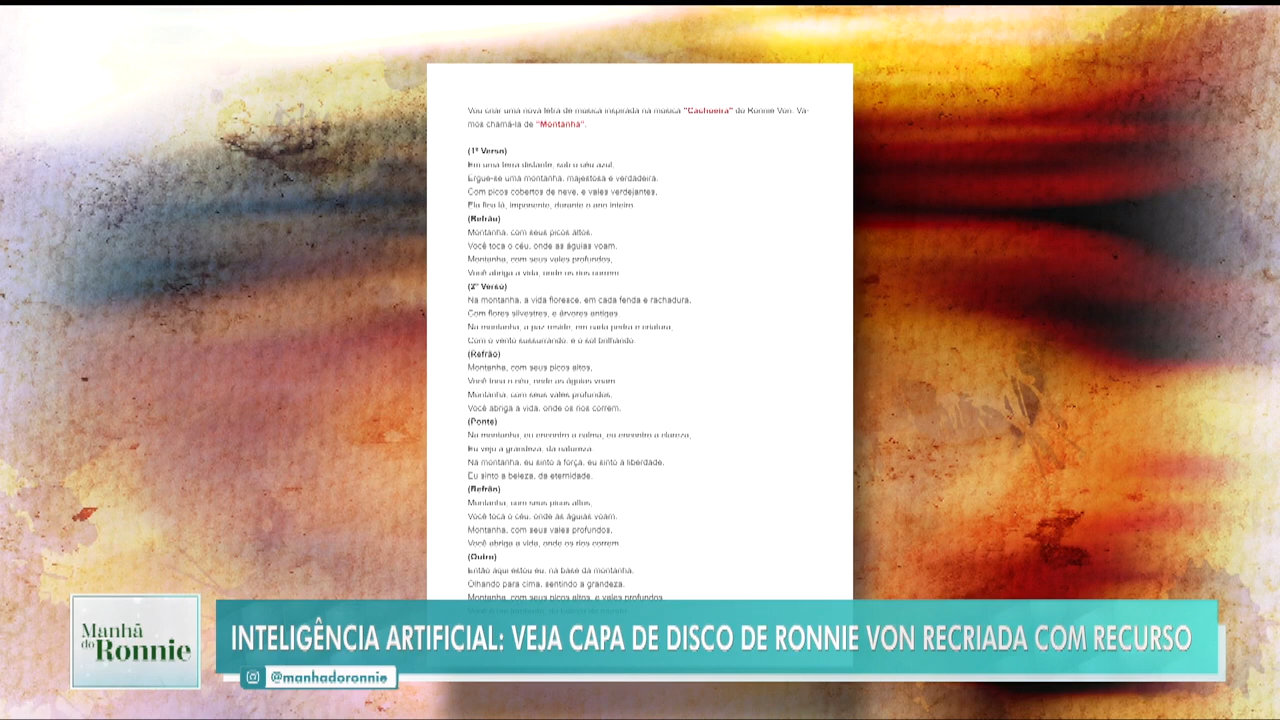 Vou criar uma nova letra de música inspirada na música "Cachoeira" do Ronnie Von. Va-
mos chamá-la de "Montanha".
(1º Verso)
Em uma terra distante, sob o céu azul,
Ergue-se uma montanha, majestosa e verdadeira.
Com picos cobertos de neve, e vales verdejantes,
Ela fica lá, imponente, durante o ano inteiro.
(Refrão)
Montanha, com seus picos altos,
Você toca o céu, onde as águias voam.
Montanha, com seus vales profundos,
Você abriga a vida, onde os rios correm.
(2º Verso)
Na montanha, a vida floresce, em cada fenda e rachadura,
Com flores silvestres, e árvores antigas.
Na montanha, a paz reside, em cada pedra e criatura,
Com o vento sussurrando, e o sol brilhando.
(Refrão)
Montanha, com seus picos altos,
Você toca o céu, onde as águias voam.
Montanha, com seus vales profundos,
Você abriga a vida, onde os rios correm.
(Ponte)
Na montanha, eu encontro a calma, eu encontro a clareza,
Eu vejo a grandeza, da natureza.
Na montanha, eu sinto a força, eu sinto a liberdade,
Eu sinto a beleza, da eternidade.
(Refrão)
Montanha, com seus picos altos,
Você toca o céu, onde as águias voam.
Montanha, com seus vales profundos,
Você abriga a vida, onde os rios correm.
(Outro)
Então aqui estou eu, na base da montanha,
Olhando para cima, sentindo a grandeza.
Montanha, com seus picos altos, e vales profundos
INTELIGÊNCIA ARTIFICIAL: VEJA CAPA DE DISCO DE RONNIE VON RECRIADA COM RECURSO
Manhã
do Ronnie
@manhadoronnie